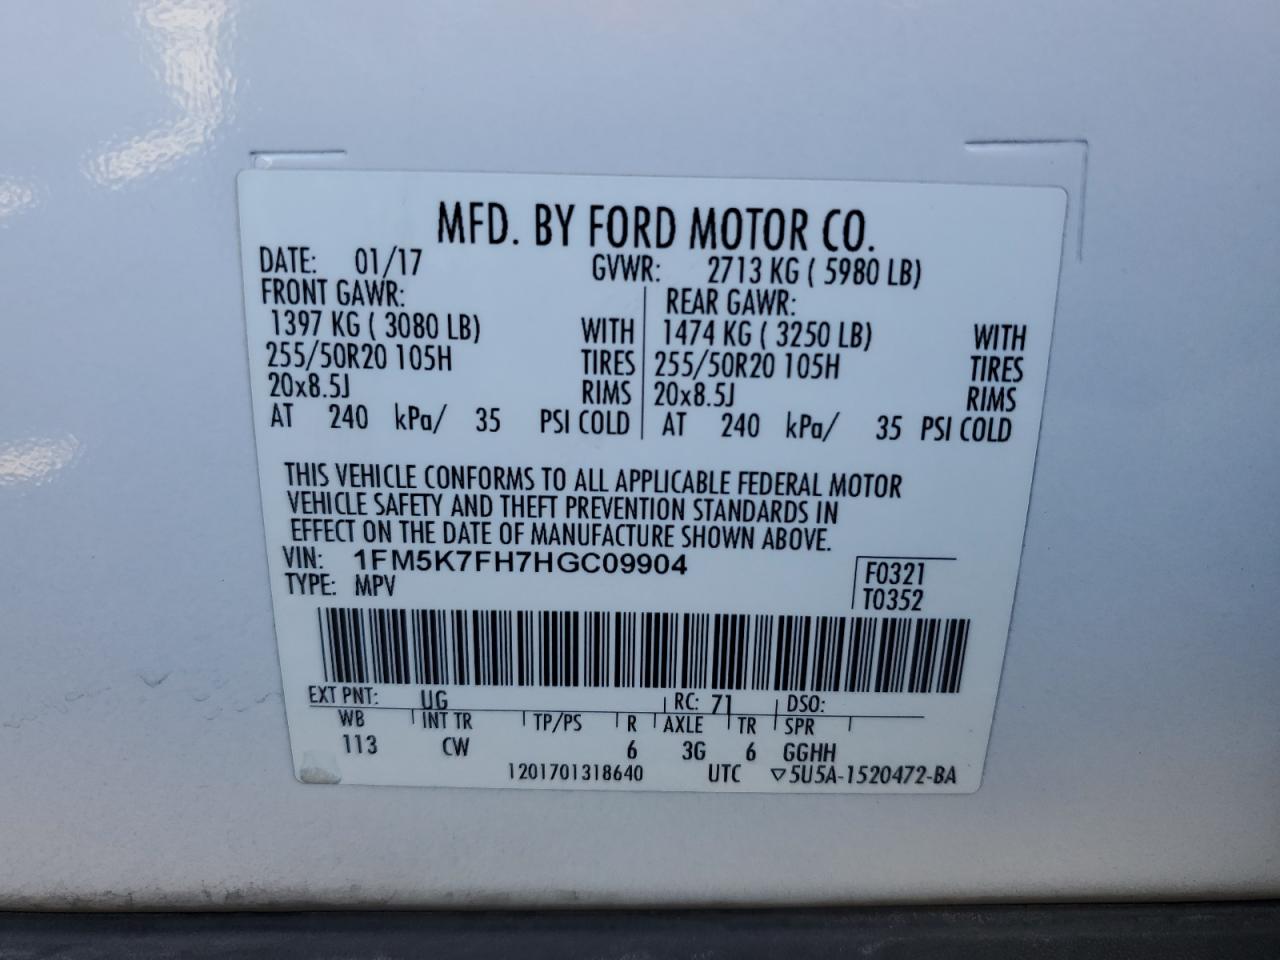 MFD. BY FORD MOTOR CO.
DATE: 01/17 GVWR: 2713 KG ( 5980 LB)
FRONT GAWR: REAR GAWR:
1397 KG ( 3080 LB) WITH 1474 KG ( 3250 LB) WITH
255/50R20 105H TIRES 255/50R20 105H TIRES
20x8.5J RIMS 20x8.5J RIMS
AT 240 kPa/ 35 PSI COLD AT 240 kPa/ 35 PSI COLD
THIS VEHICLE CONFORMS TO ALL APPLICABLE FEDERAL MOTOR
VEHICLE SAFETY AND THEFT PREVENTION STANDARDS IN
EFFECT ON THE DATE OF MANUFACTURE SHOWN ABOVE.
VIN: 1FM5K7FH7HGC09904 F0321
TYPE: MPV T0352
EXT PNT: UG RC: 71 DSO:
WB INT TR TP/PS R AXLE TR SPR
113 CW 6 3G 6 GGHH
1201701318640 UTC ▽5U5A-1520472-BA